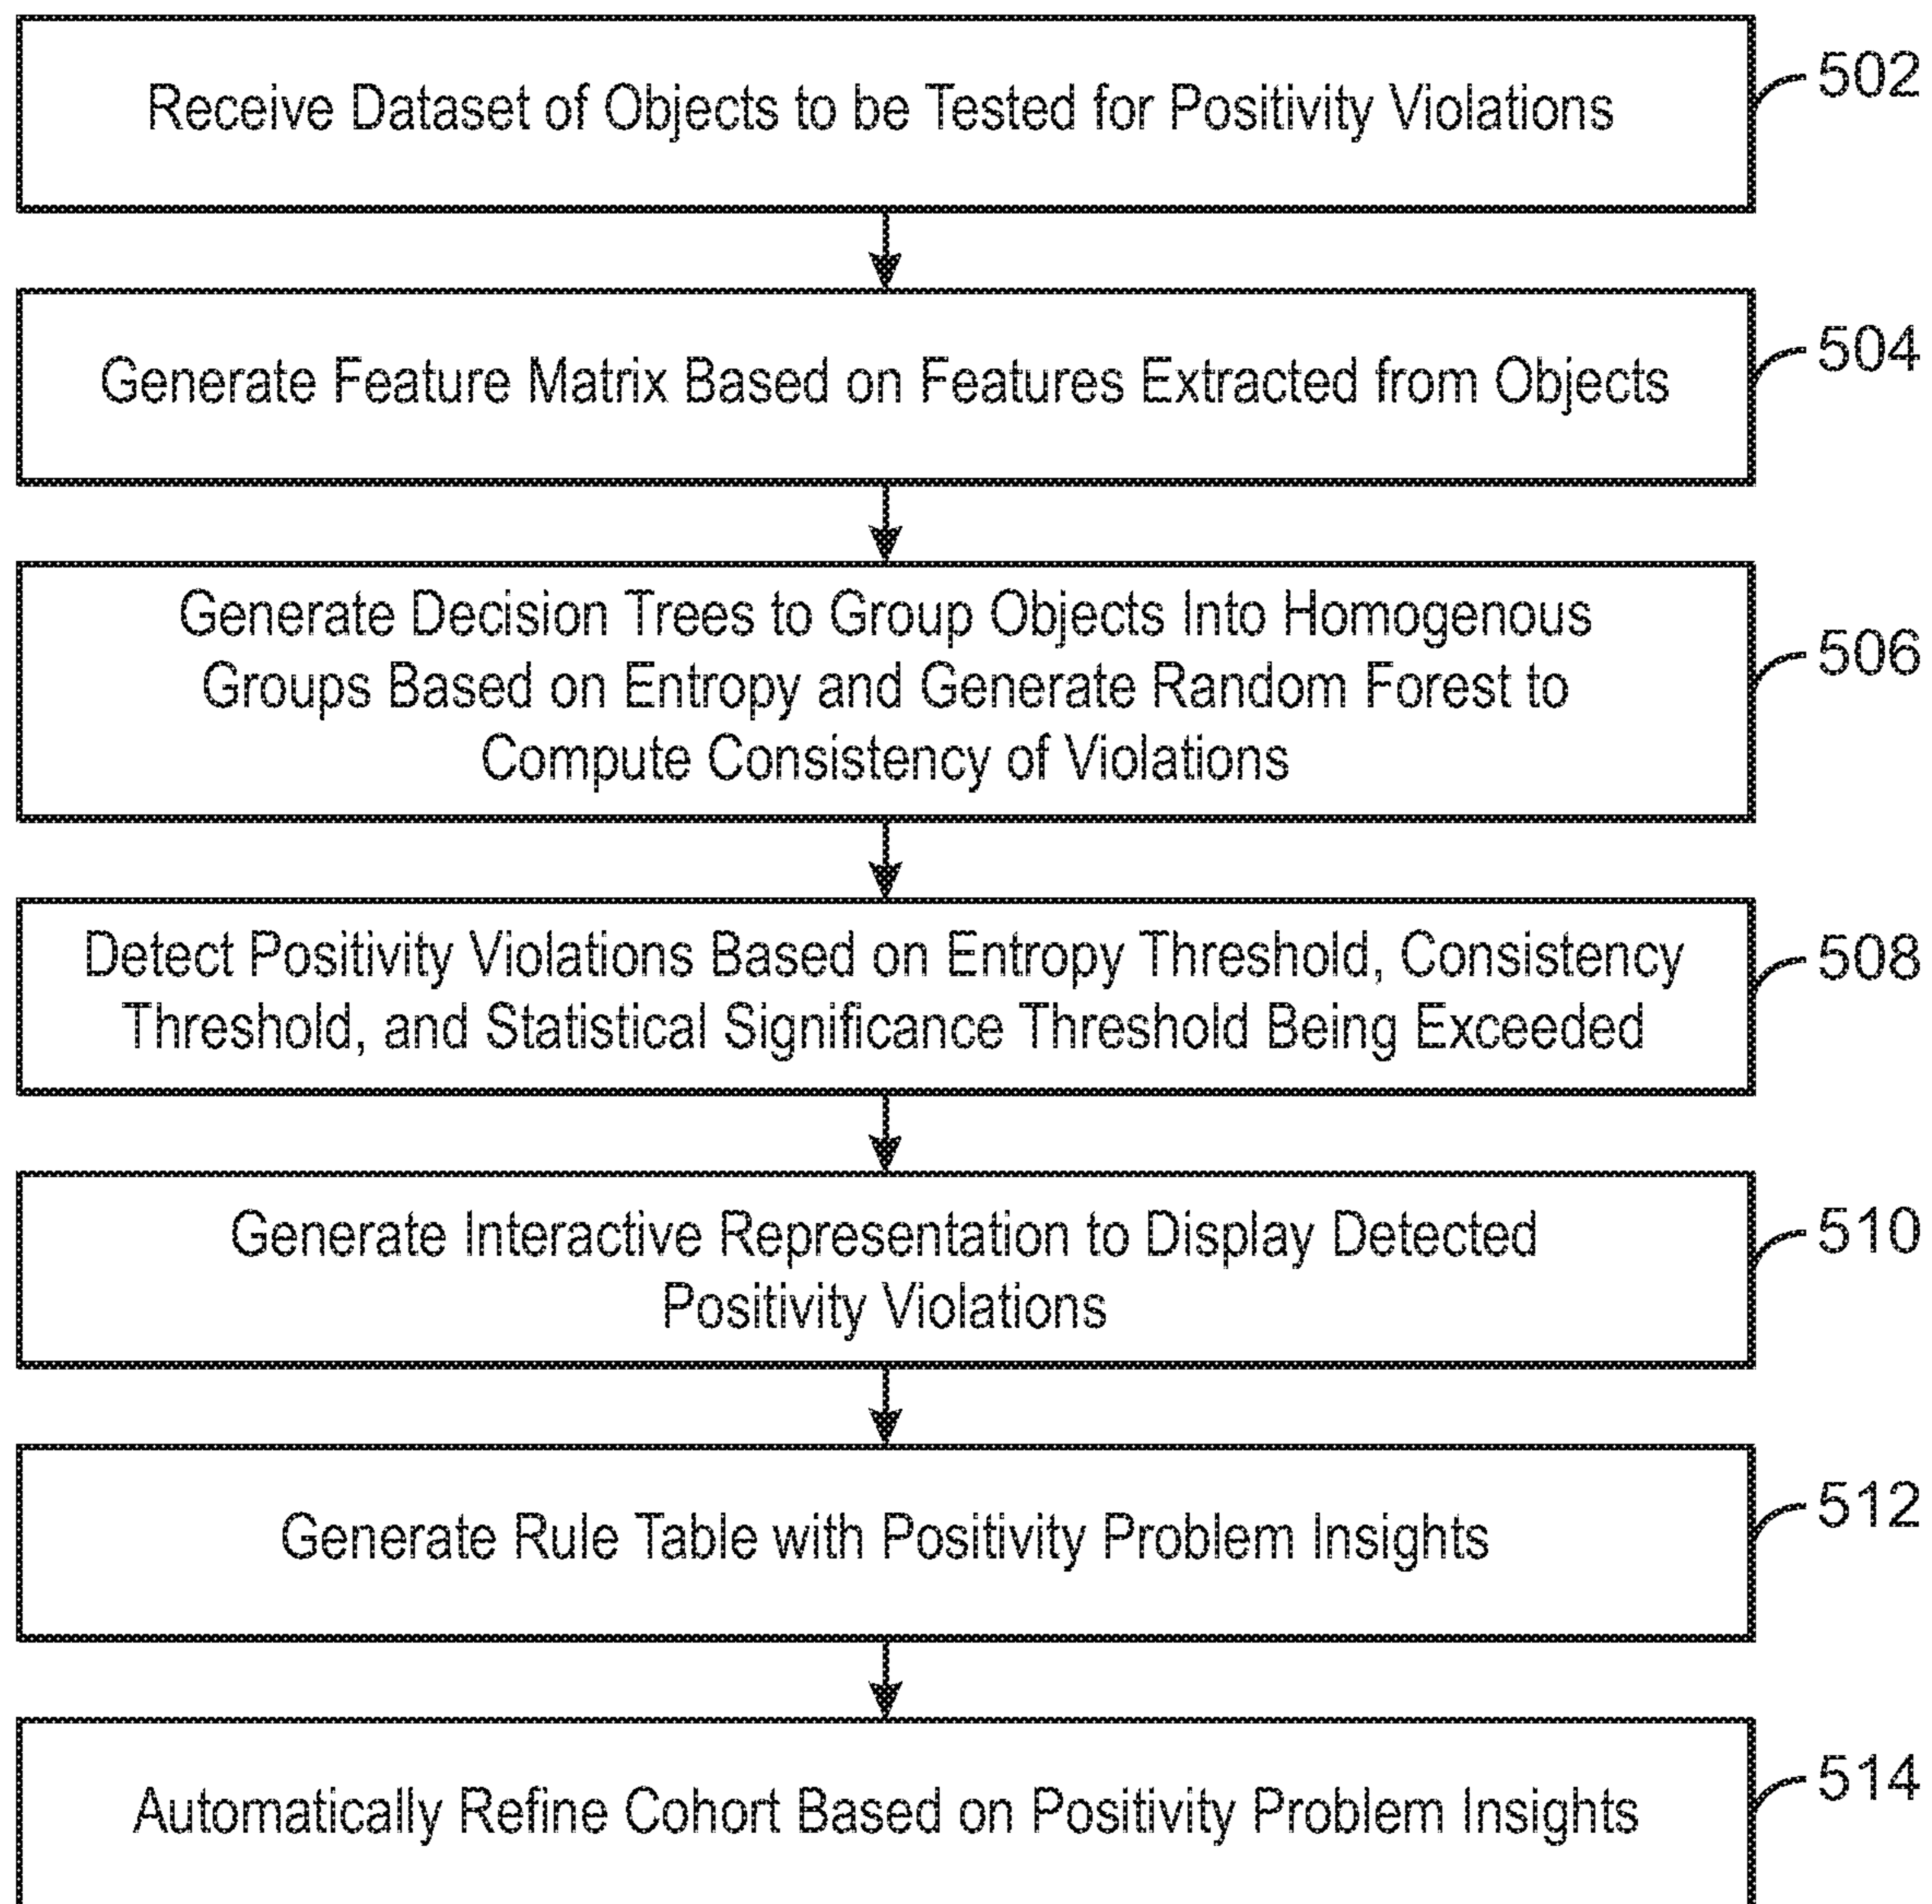 Receive Dataset of Objects to be Tested for Positivity Violations
502
Generate Feature Matrix Based on Features Extracted from Objects
504
Generate Decision Trees to Group Objects Into Homogenous
Groups Based on Entropy and Generate Random Forest to
Compute Consistency of Violations
506
Detect Positivity Violations Based on Entropy Threshold, Consistency
Threshold, and Statistical Significance Threshold Being Exceeded
508
Generate Interactive Representation to Display Detected
Positivity Violations
510
Generate Rule Table with Positivity Problem Insights
512
Automatically Refine Cohort Based on Positivity Problem Insights
514